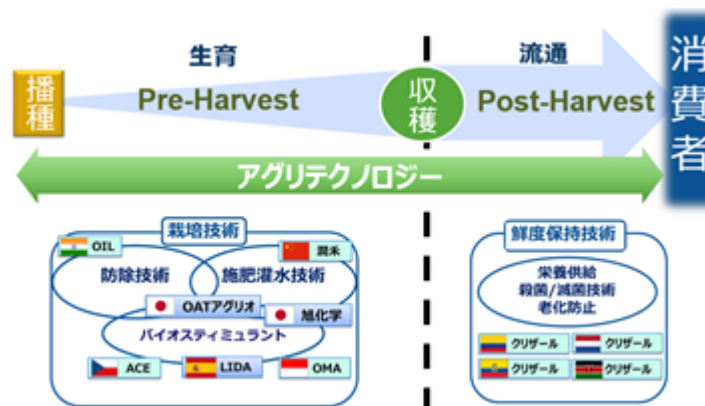 生育
流通
播種
Pre-Harvest
収穫
Post-Harvest
消費者
アグリテクノロジー
栽培技術
鮮度保持技術
OIL
潤禾
防除技術
施肥灌水技術
栄養供給
殺菌/滅菌技術
老化防止
OATアグリオ
旭化学
バイオスティミュラント
クリザール
クリザール
ACE
LIDA
OMA
クリザール
クリザール